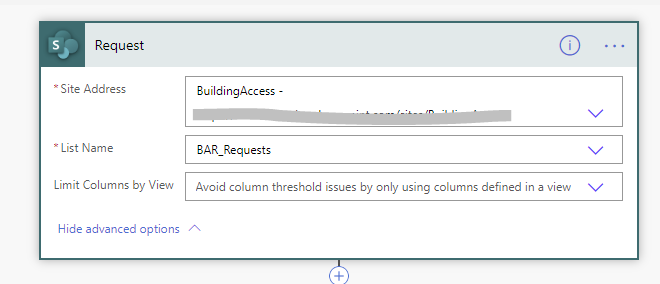 S
Request
* Site Address
BuildingAccess -
* List Name
BAR_Requests
Limit Columns by View
Avoid column threshold issues by only using columns defined in a view
Hide advanced options